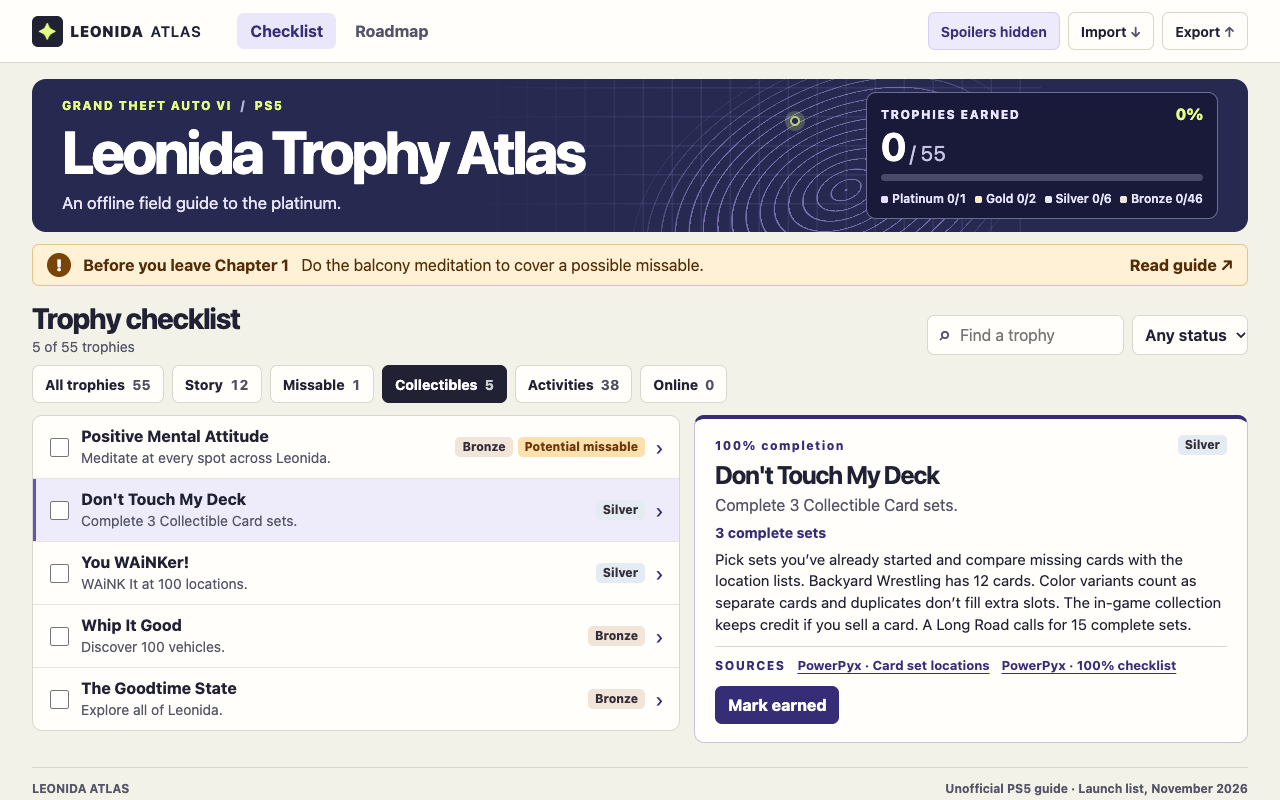 LEONIDA ATLAS
Checklist
Roadmap
Spoilers hidden
Import ↓
Export ↑
GRAND THEFT AUTO VI / PS5
Leonida Trophy Atlas
An offline field guide to the platinum.
TROPHIES EARNED
0%
0 / 55
Platinum 0/1
Gold 0/2
Silver 0/6
Bronze 0/46
Before you leave Chapter 1 Do the balcony meditation to cover a possible missable.
Read guide ↗
Trophy checklist
5 of 55 trophies
Find a trophy
Any status
All trophies 55
Story 12
Missable 1
Collectibles 5
Activities 38
Online 0
Positive Mental Attitude
Meditate at every spot across Leonida.
Bronze
Potential missable
Don't Touch My Deck
Complete 3 Collectible Card sets.
Silver
You WAiNKer!
WAiNK It at 100 locations.
Silver
Whip It Good
Discover 100 vehicles.
Bronze
The Goodtime State
Explore all of Leonida.
Bronze
100% completion
Silver
Don't Touch My Deck
Complete 3 Collectible Card sets.
3 complete sets
Pick sets you’ve already started and compare missing cards with the
location lists. Backyard Wrestling has 12 cards. Color variants count as
separate cards and duplicates don’t fill extra slots. The in-game collection
keeps credit if you sell a card. A Long Road calls for 15 complete sets.
SOURCES PowerPyx · Card set locations PowerPyx · 100% checklist
Mark earned
LEONIDA ATLAS
Unofficial PS5 guide · Launch list, November 2026